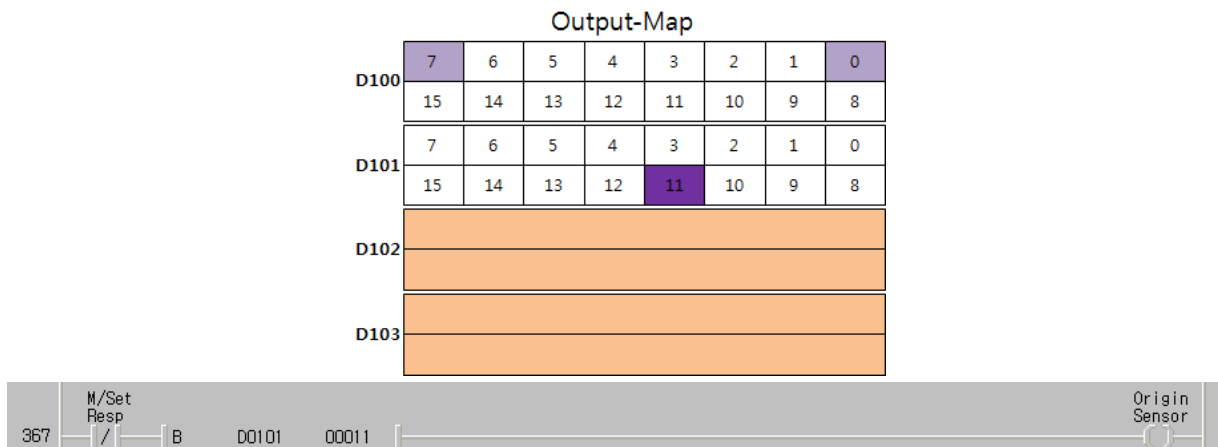 Output-Map
D100
7 6 5 4 3 2 1 0
15 14 13 12 11 10 9 8
D101
7 6 5 4 3 2 1 0
15 14 13 12 11 10 9 8
D102
D103
M/Set
Resp
Origin
Sensor
367 / B D0101 00011